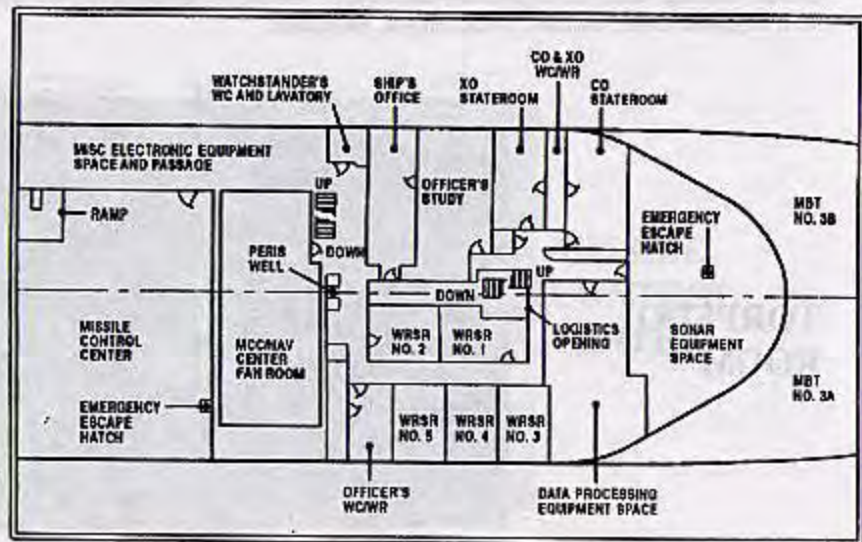 WATCHSTANDER'S
WC AND LAVATORY
SHIP'S
OFFICE
XO
STATEROOM
CO & XO
WC/WR
CO
STATEROOM
MISC ELECTRONIC EQUIPMENT
SPACE AND PASSAGE
RAMP
UP
DOWN
OFFICER'S
STUDY
EMERGENCY
ESCAPE
HATCH
MBT
NO. 3B
PERIS
WELL
UP
DOWN
MISSILE
CONTROL
CENTER
MCC/NAV
CENTER
FAN ROOM
WRSR
NO. 2
WRSR
NO. 1
LOGISTICS
OPENING
SONAR
EQUIPMENT
SPACE
MBT
NO. 3A
EMERGENCY
ESCAPE
HATCH
WRSR
NO. 5
WRSR
NO. 4
WRSR
NO. 3
OFFICER'S
WC/WR
DATA PROCESSING
EQUIPMENT SPACE